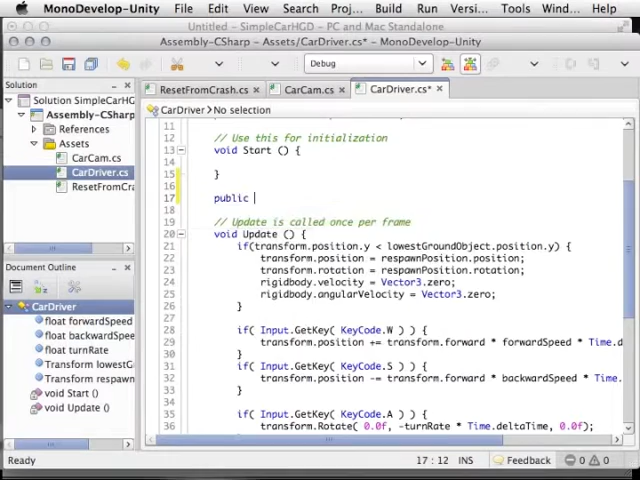 MonoDevelop-Unity File Edit View Search Project Build Run Versi... Tools Wind... Help
Untitled - SimpleCarHGD - PC and Mac Standalone
Assembly-CSharp - Assets/CarDriver.cs* - MonoDevelop-Unity
Debug
Solution
Solution SimpleCarHG
Assembly-CSharp
References
Assets
CarCam.cs
CarDriver.cs
ResetFromCra
Document Outline
CarDriver
float forwardSpeed
float backwardSpee
float turnRate
Transform lowestG
Transform respawn
void Start ()
void Update ()
ResetFromCrash.cs CarCam.cs CarDriver.cs*
CarDriver No selection
11
12 // Use this for initialization
13 void Start () {
14
15 }
16
17 public
18
19 // Update is called once per frame
20 void Update () {
21 if(transform.position.y < lowestGroundObject.position.y) {
22 transform.position = respawnPosition.position;
23 transform.rotation = respawnPosition.rotation;
24 rigidbody.velocity = Vector3.zero;
25 rigidbody.angularVelocity = Vector3.zero;
26 }
27
28 if( Input.GetKey( KeyCode.W ) ) {
29 transform.position += transform.forward * forwardSpeed * Time.d
30 }
31 if( Input.GetKey( KeyCode.S ) ) {
32 transform.position -= transform.forward * backwardSpeed * Time.
33 }
34
35 if( Input.GetKey( KeyCode.A ) ) {
36 transform.Rotate( 0.0f, -turnRate * Time.deltaTime, 0.0f);
Ready 17 : 12 INS Feedback 0 0